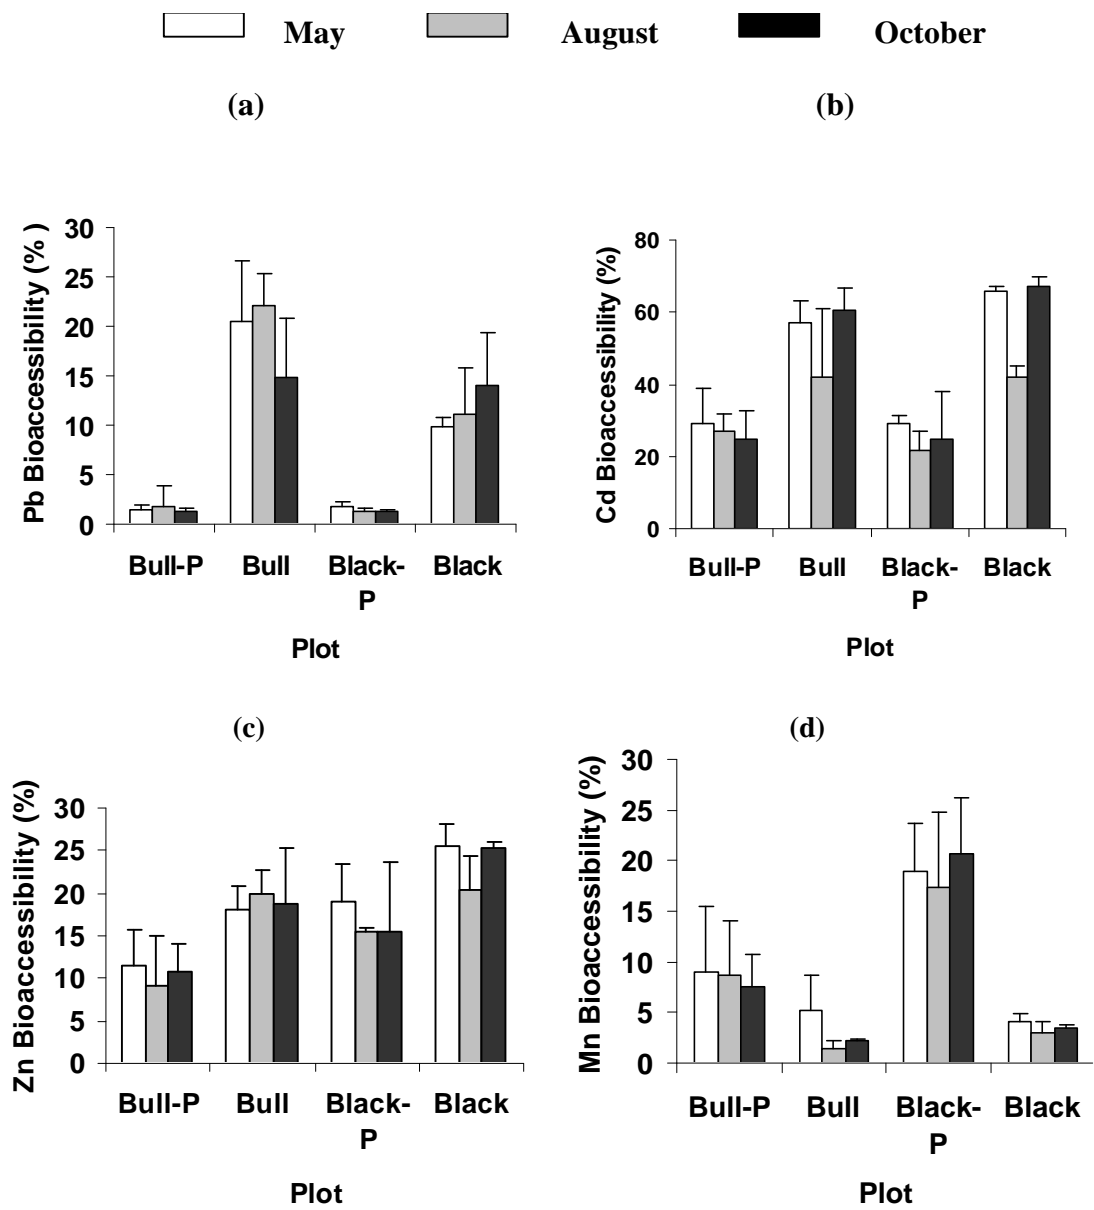 May August October
(a)
(b)
Pb Bioaccessibility (% )
30
25
20
15
10
5
0
Bull-P Bull Black- Black
P
Plot
Cd Bioaccessibility (%)
80
60
40
20
0
Bull-P Bull Black- Black
P
Plot
(c)
(d)
Zn Bioaccessibility (%)
30
25
20
15
10
5
0
Bull-P Bull Black- Black
P
Plot
Mn Bioaccessibility (%)
30
25
20
15
10
5
0
Bull-P Bull Black- Black
P
Plot